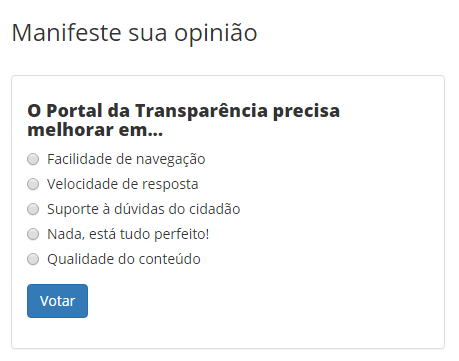 Manifeste sua opinião
O Portal da Transparência precisa
melhorar em...
Facilidade de navegação
Velocidade de resposta
Suporte à dúvidas do cidadão
Nada, está tudo perfeito!
Qualidade do conteúdo
Votar